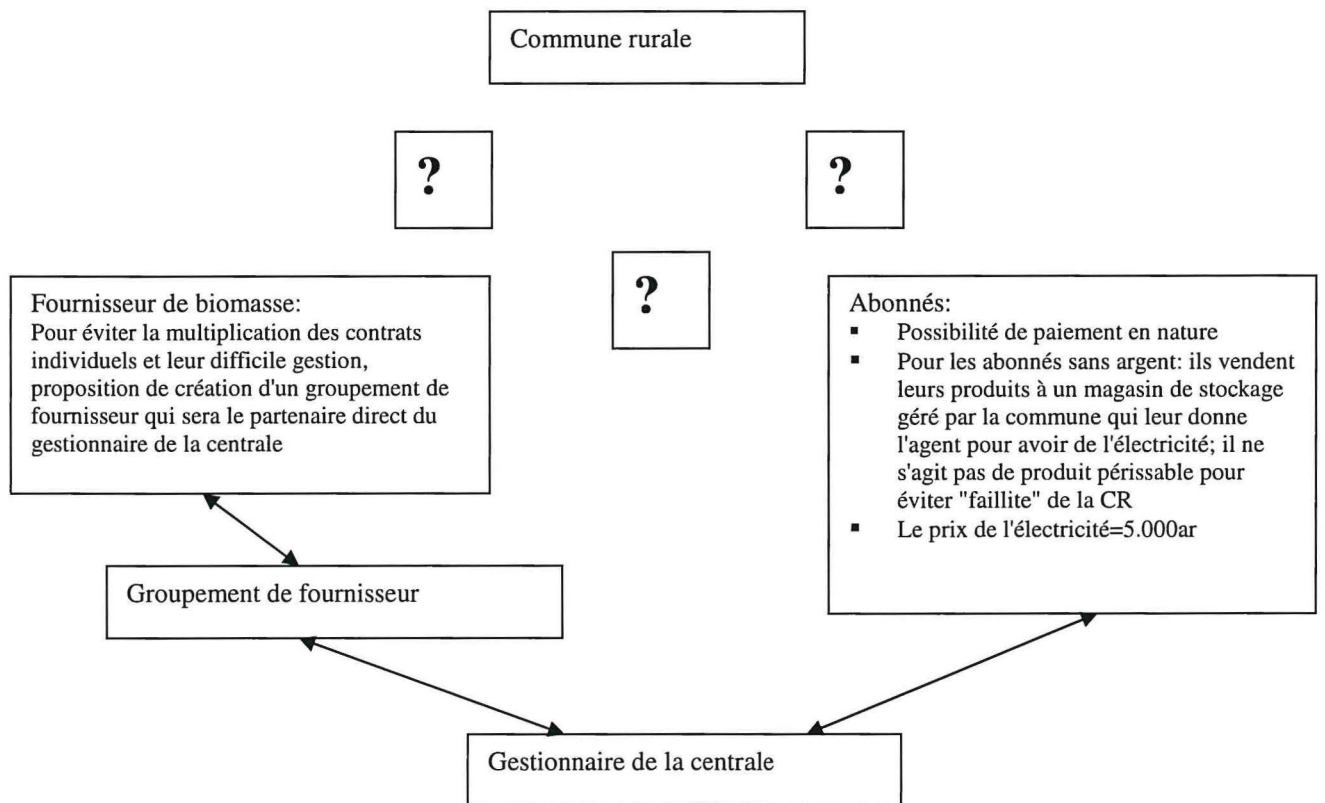 Commune rurale
?
?
?
Fournisseur de biomasse:
Pour éviter la multiplication des contrats
individuels et leur difficile gestion,
proposition de création d'un groupement de
fournisseur qui sera le partenaire direct du
gestionnaire de la centrale
Abonnés:
▪ Possibilité de paiement en nature
▪ Pour les abonnés sans argent: ils vendent
leurs produits à un magasin de stockage
géré par la commune qui leur donne
l'agent pour avoir de l'électricité; il ne
s'agit pas de produit périssable pour
éviter "faillite" de la CR
▪ Le prix de l'électricité=5.000ar
Groupement de fournisseur
Gestionnaire de la centrale